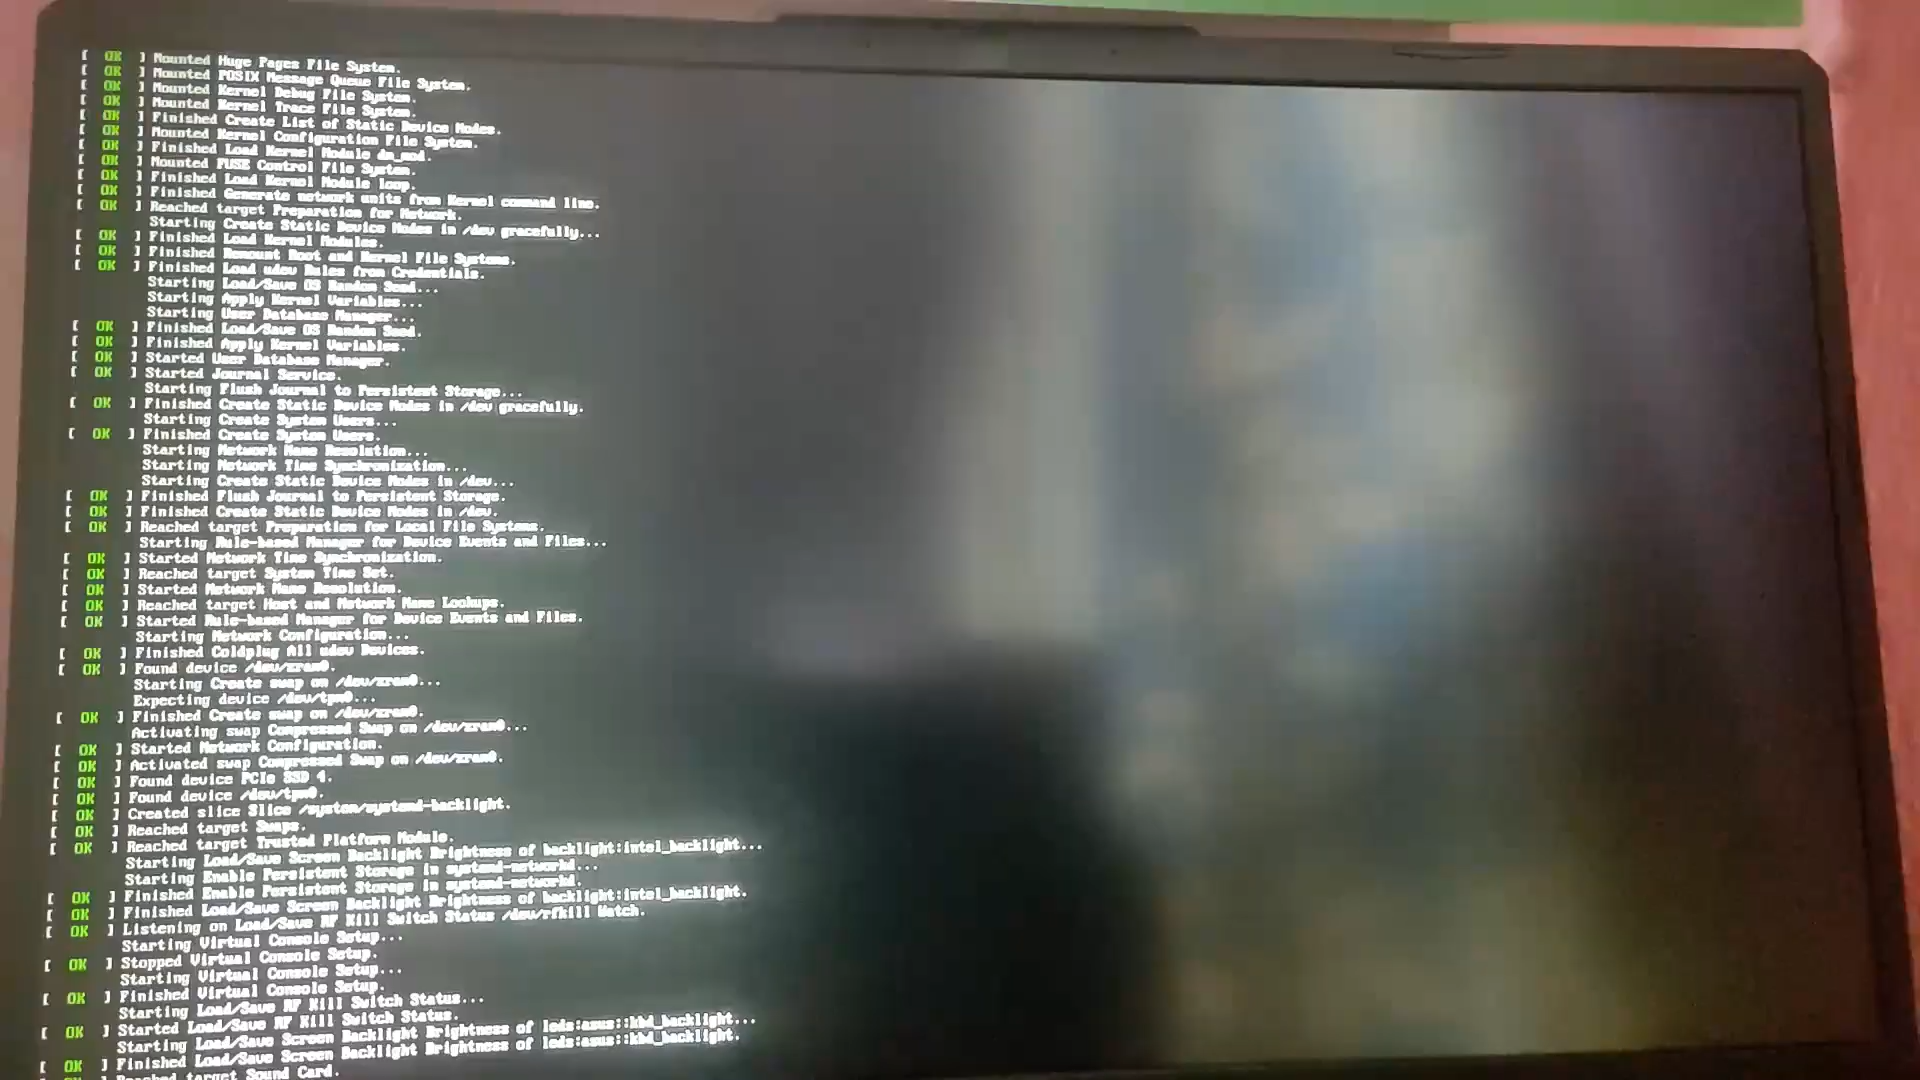 [ OK ] Mounted Huge Pages File System.
[ OK ] Mounted POSIX Message Queue File System.
[ OK ] Mounted Kernel Debug File System.
[ OK ] Mounted Kernel Trace File System.
[ OK ] Finished Create List of Static Device Nodes.
[ OK ] Mounted Kernel Configuration File System.
[ OK ] Finished Load Kernel Module dm_mod.
[ OK ] Mounted FUSE Control File System.
[ OK ] Finished Load Kernel Module loop.
[ OK ] Finished Generate network units from Kernel command line.
[ OK ] Reached target Preparation for Network.
Starting Create Static Device Nodes in /dev gracefully...
[ OK ] Finished Load Kernel Modules.
[ OK ] Finished Remount Root and Kernel File Systems.
[ OK ] Finished Load udev Rules from Credentials.
Starting Load/Save OS Random Seed...
Starting Apply Kernel Variables...
Starting User Database Manager...
[ OK ] Finished Load/Save OS Random Seed.
[ OK ] Finished Apply Kernel Variables.
[ OK ] Started User Database Manager.
[ OK ] Started Journal Service.
Starting Flush Journal to Persistent Storage...
[ OK ] Finished Create Static Device Nodes in /dev gracefully.
Starting Create System Users...
[ OK ] Finished Create System Users.
Starting Network Name Resolution...
Starting Network Time Synchronization...
Starting Create Static Device Nodes in /dev...
[ OK ] Finished Flush Journal to Persistent Storage.
[ OK ] Finished Create Static Device Nodes in /dev.
[ OK ] Reached target Preparation for Local File Systems.
Starting Rule-based Manager for Device Events and Files...
[ OK ] Started Network Time Synchronization.
[ OK ] Reached target System Time Set.
[ OK ] Started Network Name Resolution.
[ OK ] Reached target Host and Network Name Lookups.
[ OK ] Started Rule-based Manager for Device Events and Files.
Starting Network Configuration...
[ OK ] Finished Coldplug All udev Devices.
[ OK ] Found device /dev/zram0.
Starting Create swap on /dev/zram0...
Expecting device /dev/tpm0...
[ OK ] Finished Create swap on /dev/zram0.
Activating swap Compressed Swap on /dev/zram0...
[ OK ] Started Network Configuration.
[ OK ] Activated swap Compressed Swap on /dev/zram0.
[ OK ] Found device PCIe SSD 4.
[ OK ] Found device /dev/tpm0.
[ OK ] Created slice Slice /system/systemd-backlight.
[ OK ] Reached target Swaps.
[ OK ] Reached target Trusted Platform Module.
Starting Load/Save Screen Backlight Brightness of backlight:intel_backlight...
Starting Enable Persistent Storage in systemd-networkd...
[ OK ] Finished Enable Persistent Storage in systemd-networkd.
[ OK ] Finished Load/Save Screen Backlight Brightness of backlight:intel_backlight.
[ OK ] Listening on Load/Save RF Kill Switch Status /dev/rfkill Watch.
Starting Virtual Console Setup...
[ OK ] Stopped Virtual Console Setup.
Starting Virtual Console Setup...
[ OK ] Finished Virtual Console Setup.
Starting Load/Save RF Kill Switch Status...
[ OK ] Started Load/Save RF Kill Switch Status.
Starting Load/Save Screen Backlight Brightness of leds:asus::kbd_backlight...
[ OK ] Finished Load/Save Screen Backlight Brightness of leds:asus::kbd_backlight.
Reached target Sound Card.